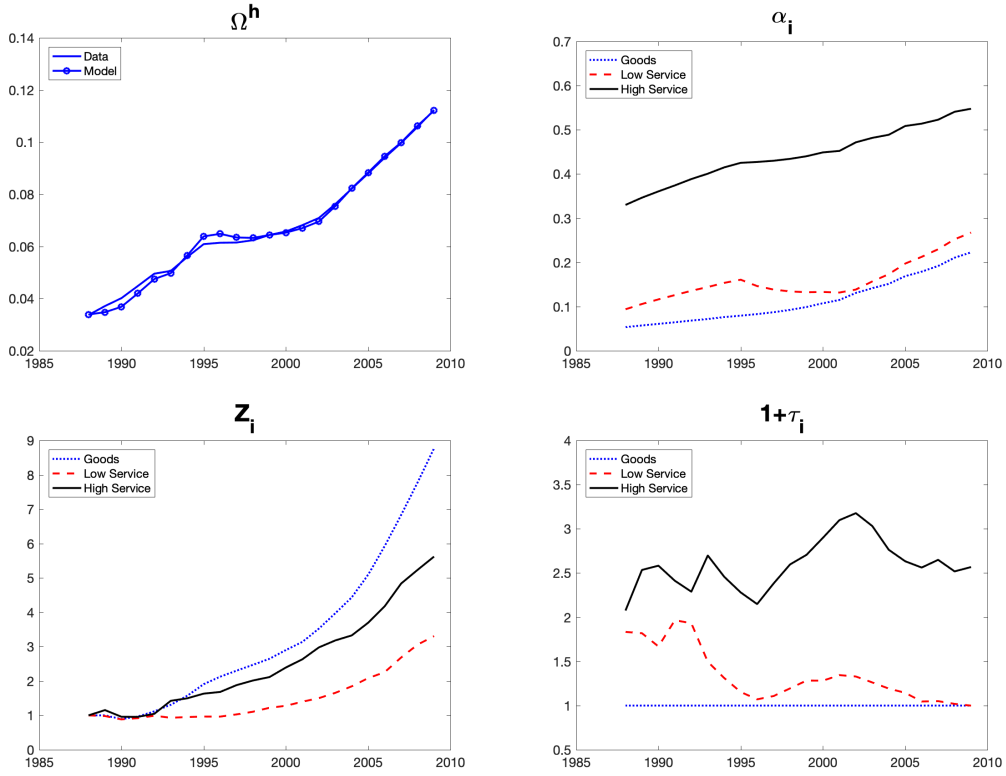 Ωʰ
0.14
0.12
0.1
0.08
0.06
0.04
0.02
1985 1990 1995 2000 2005 2010
Data
Model
αᵢ
0.7
0.6
0.5
0.4
0.3
0.2
0.1
0
1985 1990 1995 2000 2005 2010
Goods
Low Service
High Service
Zᵢ
9
8
7
6
5
4
3
2
1
0
1985 1990 1995 2000 2005 2010
Goods
Low Service
High Service
1+τᵢ
4
3.5
3
2.5
2
1.5
1
0.5
1985 1990 1995 2000 2005 2010
Goods
Low Service
High Service